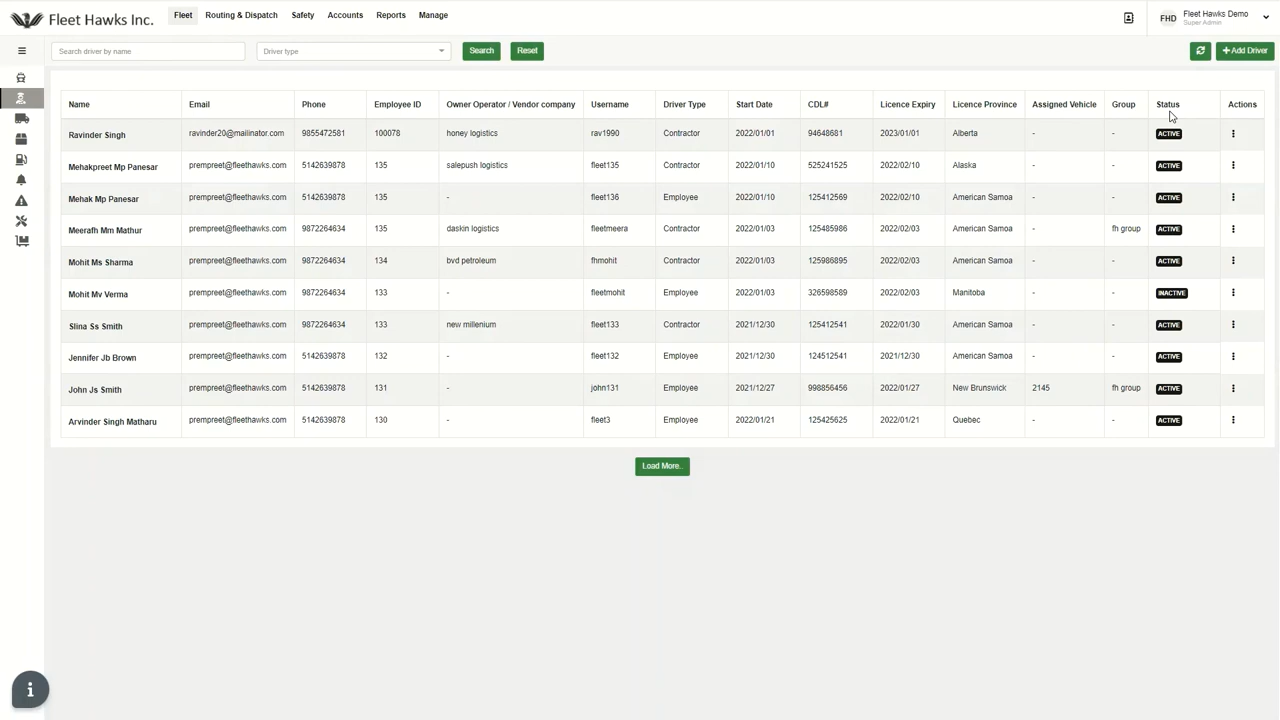 Fleet Hawks Inc. Fleet Routing & Dispatch Safety Accounts Reports Manage FHD Fleet Hawks Demo
Super Admin
Search driver by name Driver type Search Reset + Add Driver
Name Email Phone Employee ID Owner Operator / Vendor company Username Driver Type Start Date CDL# Licence Expiry Licence Province Assigned Vehicle Group Status Actions
Ravinder Singh ravinder20@mailinator.com 9855472581 100078 honey logistics rav1990 Contractor 2022/01/01 94648681 2023/01/01 Alberta - - ACTIVE
Mehakpreet Mp Panesar prempreet@fleethawks.com 5142639878 135 salepush logistics fleet135 Contractor 2022/01/10 525241525 2022/02/10 Alaska - - ACTIVE
Mehak Mp Panesar prempreet@fleethawks.com 5142639878 135 - fleet136 Employee 2022/01/10 125412569 2022/02/10 American Samoa - - ACTIVE
Meerafh Mm Mathur prempreet@fleethawks.com 9872264634 135 daskin logistics fleetmeera Contractor 2022/01/03 125485986 2022/02/03 American Samoa - fh group ACTIVE
Mohit Ms Sharma prempreet@fleethawks.com 9872264634 134 bvd petroleum fhmohit Contractor 2022/01/03 125986895 2022/02/03 American Samoa - - ACTIVE
Mohit Mv Verma prempreet@fleethawks.com 9872264634 133 - fleetmohit Employee 2022/01/03 326598589 2022/02/03 Manitoba - - INACTIVE
Slina Ss Smith prempreet@fleethawks.com 9872264634 133 new millenium fleet133 Contractor 2021/12/30 125412541 2022/01/30 American Samoa - - ACTIVE
Jennifer Jb Brown prempreet@fleethawks.com 5142639878 132 - fleet132 Employee 2021/12/30 124512541 2021/12/30 American Samoa - - ACTIVE
John Js Smith prempreet@fleethawks.com 5142639878 131 - john131 Employee 2021/12/27 998856456 2022/01/27 New Brunswick 2145 fh group ACTIVE
Arvinder Singh Matharu prempreet@fleethawks.com 5142639878 130 - fleet3 Employee 2022/01/21 125425625 2022/01/21 Quebec - - ACTIVE
Load More..